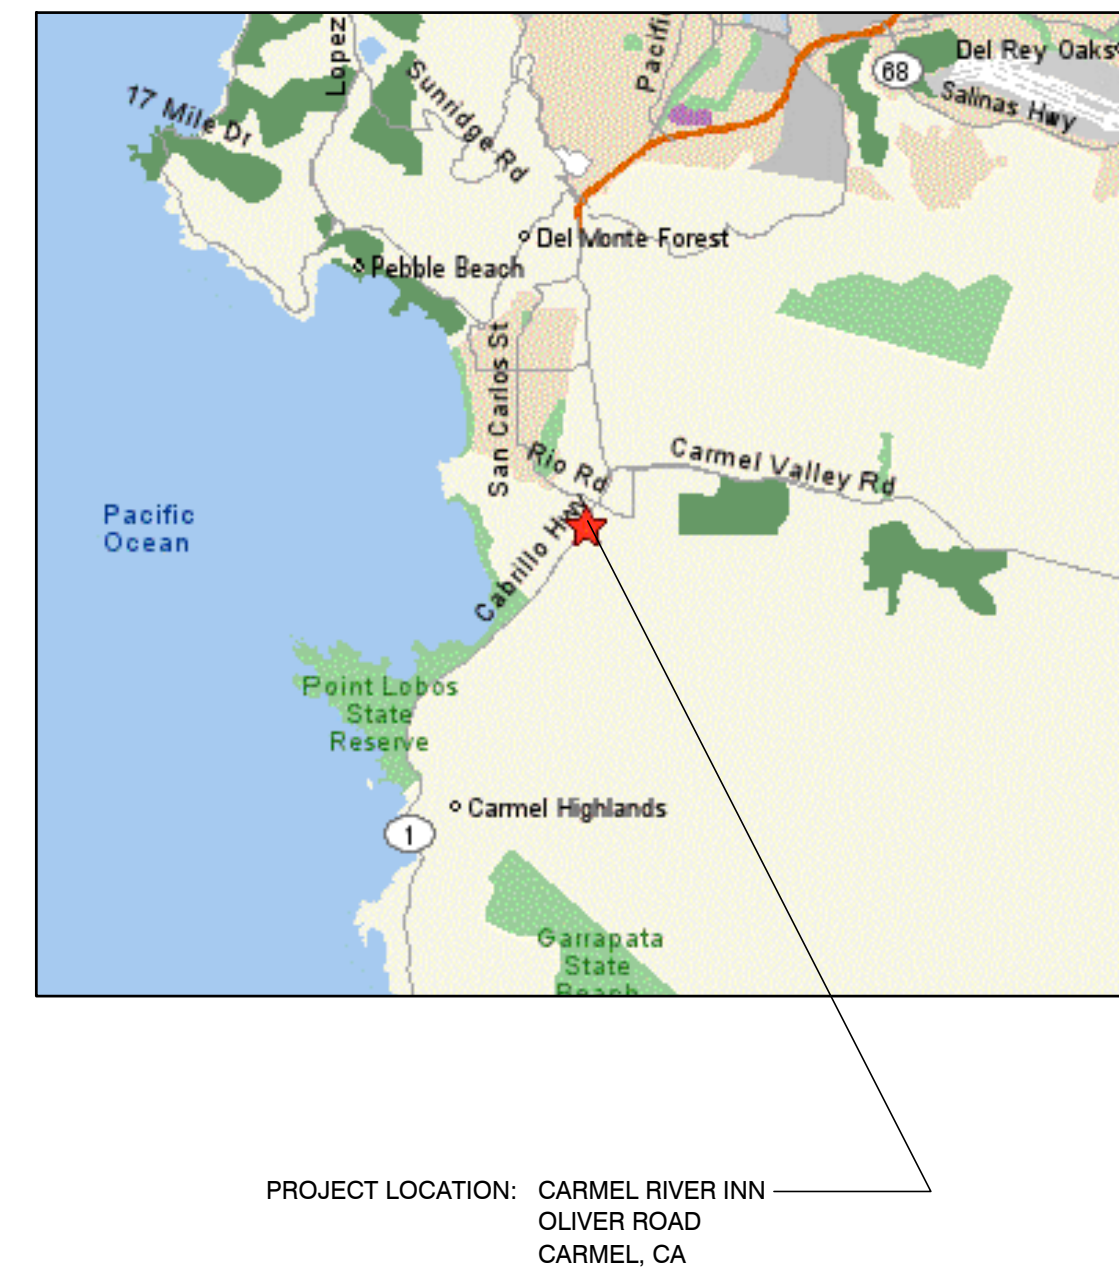 Lopez
Pacific
Del Rey Oaks
68
17 Mile Dr
Sunridge Rd
Salinas Hwy
Del Monte Forest
Pebble Beach
San Carlos St
Rio Rd
Carmel Valley Rd
Pacific
Ocean
Cabrillo Hwy
Point Lobos
State
Reserve
Carmel Highlands
1
Garrapata
State
Beach
PROJECT LOCATION: CARMEL RIVER INN
OLIVER ROAD
CARMEL, CA